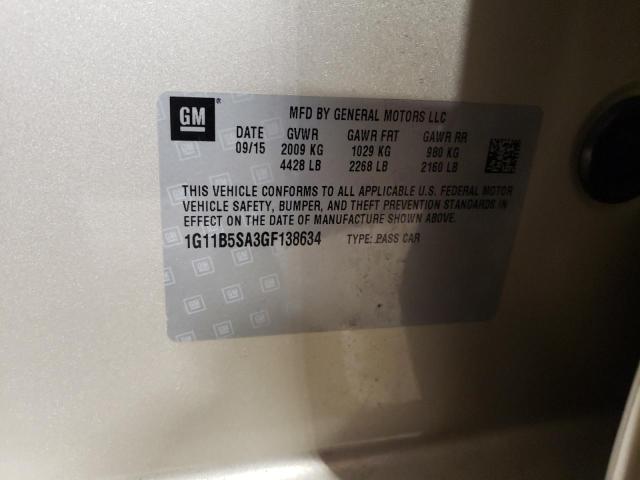 GM
MFD BY GENERAL MOTORS LLC
DATE GVWR GAWR FRT GAWR RR
09/15 2009 KG 1029 KG 980 KG
4428 LB 2268 LB 2160 LB
THIS VEHICLE CONFORMS TO ALL APPLICABLE U.S. FEDERAL MOTOR
VEHICLE SAFETY, BUMPER, AND THEFT PREVENTION STANDARDS IN
EFFECT ON THE DATE OF MANUFACTURE SHOWN ABOVE.
1G11B5SA3GF138634 TYPE: PASS CAR